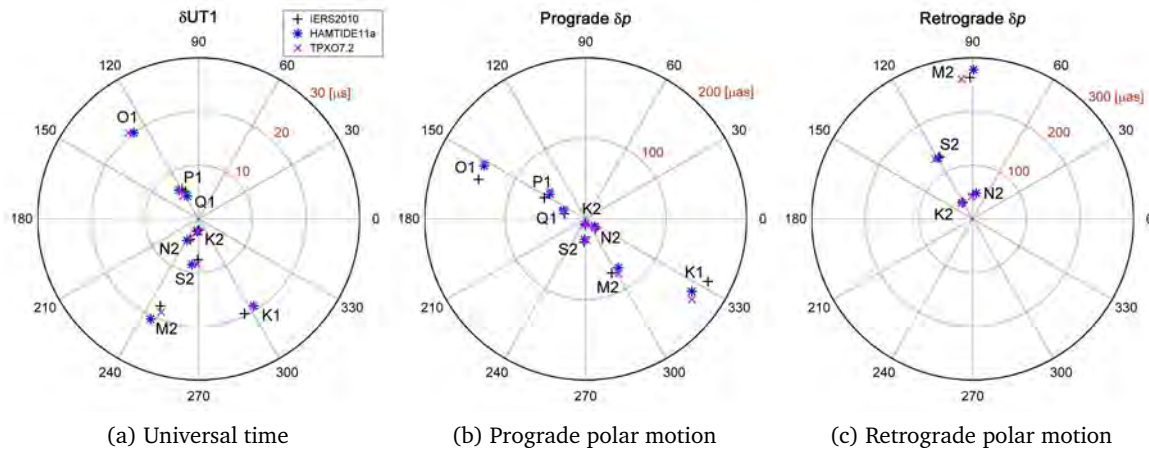 δUT1
IERS2010
HAMTIDE11a
TPXO7.2
90
120
60
30 [μs]
150
30
20
10
180
0
210
330
240
300
270
O1
P1
Q1
N2
K2
S2
M2
K1
(a) Universal time
Prograde δp
90
120
60
200 [μas]
150
30
100
180
0
210
330
240
300
270
O1
P1
Q1
K2
N2
S2
M2
K1
(b) Prograde polar motion
Retrograde δp
90
120
60
300 [μas]
150
30
200
100
180
0
210
330
240
300
270
M2
S2
N2
K2
(c) Retrograde polar motion